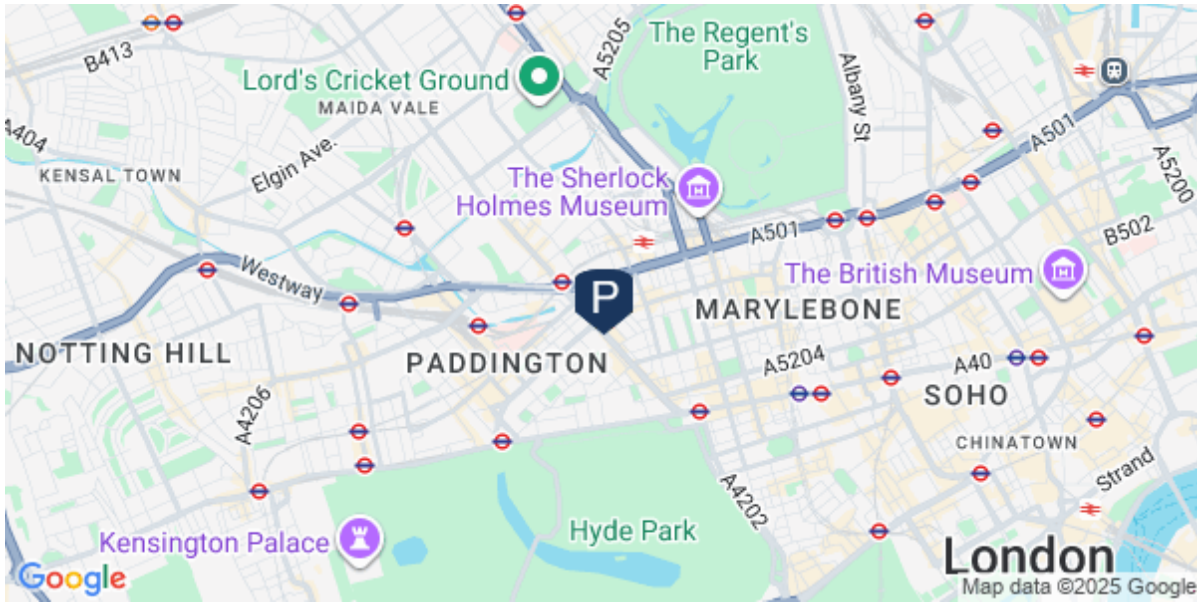 B413
A5205
The Regent's
Park
Lord's Cricket Ground
MAIDA VALE
Albany St
A404
Elgin Ave.
A501
KENSAL TOWN
The Sherlock
Holmes Museum
A5200
A501
B502
Westway
P
The British Museum
MARYLEBONE
NOTTING HILL
PADDINGTON
A5204
A40
A4206
SOHO
CHINATOWN
Strand
A4202
Kensington Palace
Hyde Park
London
Google
Map data ©2025 Google